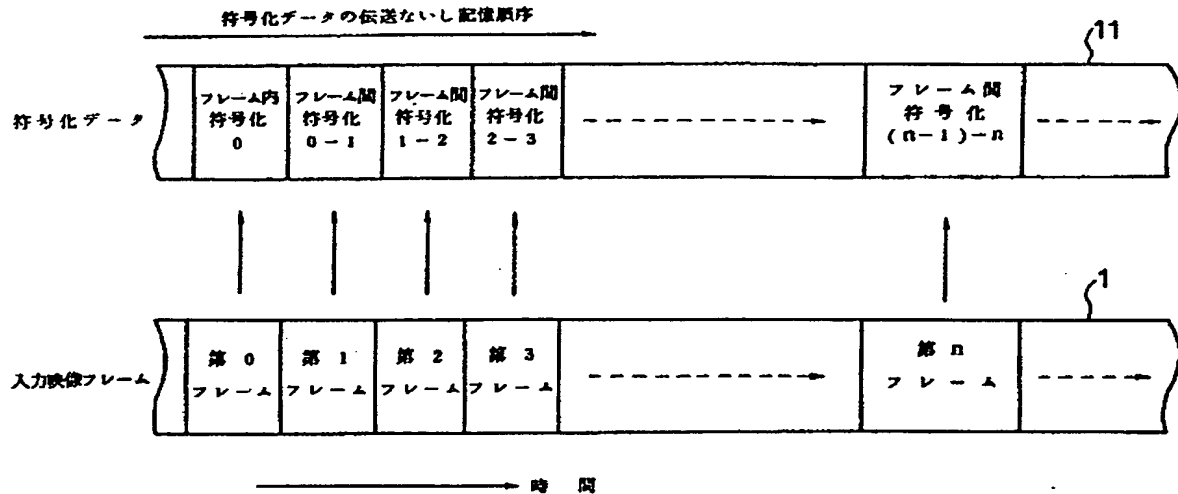 符号化データの伝送ないし記憶順序
11
符号化データ
フレーム内
符号化
0
フレーム間
符号化
0-1
フレーム間
符号化
1-2
フレーム間
符号化
2-3
フレーム間
符号化
(n-1)-n
1
入力映像フレーム
第 0
フレーム
第 1
フレーム
第 2
フレーム
第 3
フレーム
第 n
フレーム
時 間